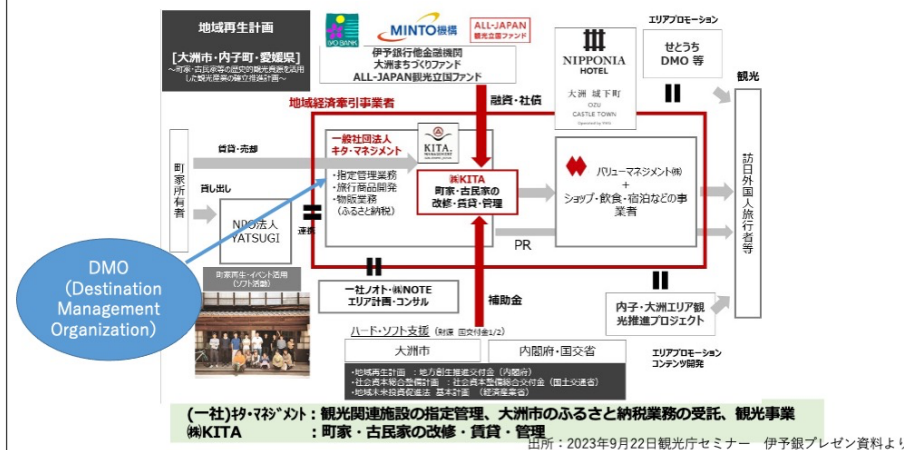 地域再生計画
[大洲市・内子町・愛媛県]
～町家・古民家等の歴史的観光資源を活用
した観光産業の確立推進計画～
IYO BANK
MINTO機構
ALL-JAPAN
観光立国ファンド
伊予銀行他金融機関
大洲まちづくりファンド
ALL-JAPAN観光立国ファンド
NIPPONIA
HOTEL
大洲 城下町
OZU
CASTLE TOWN
エリアプロモーション
せとうち
DMO 等
観光
地域経済牽引事業者
融資・社債
賃貸・売却
一般社団法人
キタ・マネジメント
KITA.
・指定管理業務
・旅行商品開発
・物販業務
(ふるさと納税)
㈱KITA
町家・古民家の
改修・賃貸・管理
バリューマネジメント㈱
+
ショップ・飲食・宿泊などの事
業者
訪日外国人旅行者等
町家所有者
貸し出し
NPO法人
YATSUGI
連携
PR
DMO
(Destination
Management
Organization)
町家再生・イベント活用
(ソフト活動)
一社ノオト・㈱NOTE
エリア計画・コンサル
補助金
内子・大洲エリア観
光推進プロジェクト
ハード・ソフト支援 (財源 国交付金1/2)
大洲市
内閣府・国交省
エリアプロモーション
コンテンツ開発
・地域再生計画 : 地方創生推進交付金 (内閣府)
・社会資本総合整備計画 : 社会資本整備総合交付金 (国土交通省)
・地域未来投資促進法 基本計画 (経済産業省)
(一社)ｷﾀ・ﾏﾈｼﾞﾒﾝﾄ : 観光関連施設の指定管理、大洲市のふるさと納税業務の受託、観光事業
㈱KITA : 町家・古民家の改修・賃貸・管理
出所：2023年9月22日観光庁セミナー 伊予銀プレゼン資料より